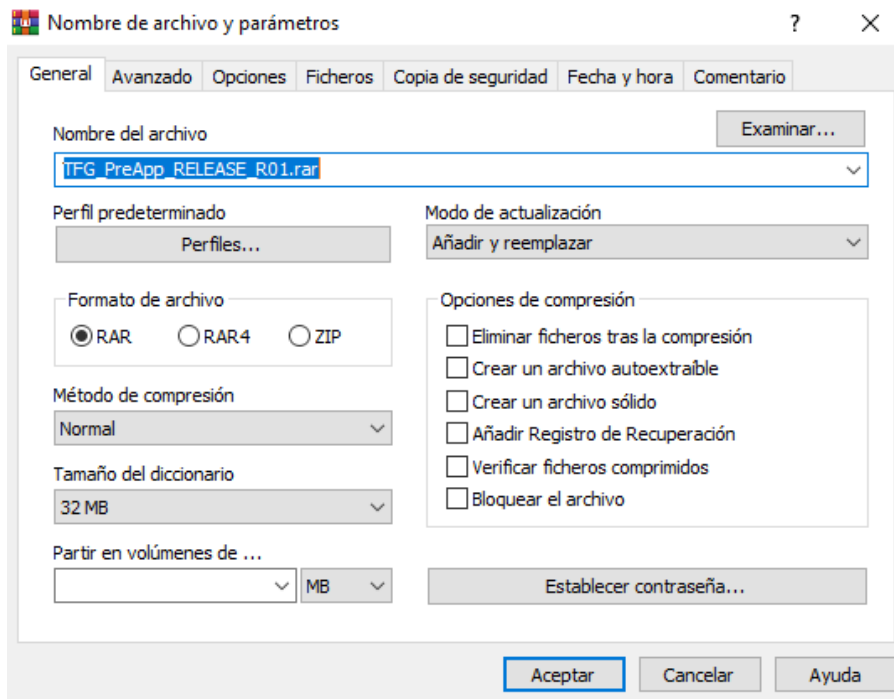 Nombre de archivo y parámetros
General Avanzado Opciones Ficheros Copia de seguridad Fecha y hora Comentario
Nombre del archivo
Examinar...
TFG_PreApp_RELEASE_R01.rar
Perfil predeterminado
Perfiles...
Modo de actualización
Añadir y reemplazar
Formato de archivo
RAR RAR4 ZIP
Método de compresión
Normal
Tamaño del diccionario
32 MB
Partir en volúmenes de ...
MB
Opciones de compresión
Eliminar ficheros tras la compresión
Crear un archivo autoextraíble
Crear un archivo sólido
Añadir Registro de Recuperación
Verificar ficheros comprimidos
Bloquear el archivo
Establecer contraseña...
Aceptar Cancelar Ayuda